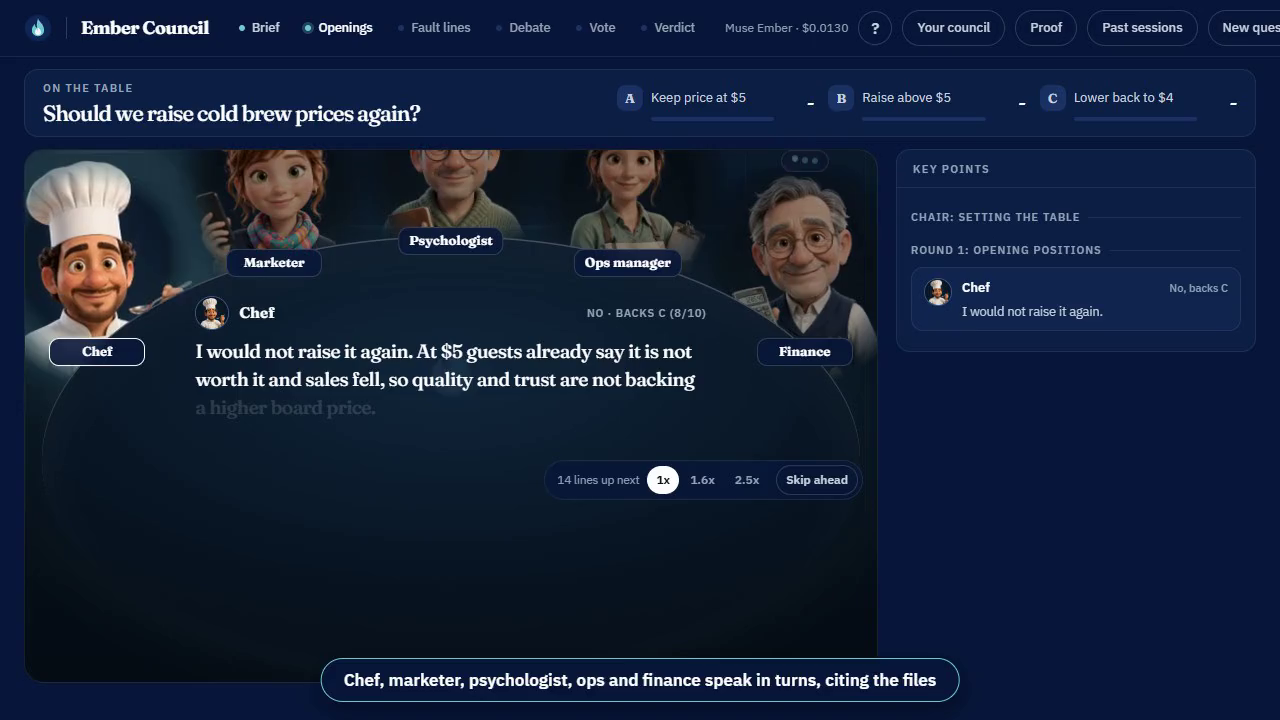 Ember Council
Brief
Openings
Fault lines
Debate
Vote
Verdict
Muse Ember · $0.0130
?
Your council
Proof
Past sessions
New ques
ON THE TABLE
Should we raise cold brew prices again?
A
Keep price at $5
-
B
Raise above $5
-
C
Lower back to $4
-
Psychologist
Marketer
Ops manager
Chef
Finance
Chef
NO · BACKS C (8/10)
I would not raise it again. At $5 guests already say it is not
worth it and sales fell, so quality and trust are not backing
a higher board price.
14 lines up next
1x
1.6x
2.5x
Skip ahead
KEY POINTS
CHAIR: SETTING THE TABLE
ROUND 1: OPENING POSITIONS
Chef
No, backs C
I would not raise it again.
Chef, marketer, psychologist, ops and finance speak in turns, citing the files